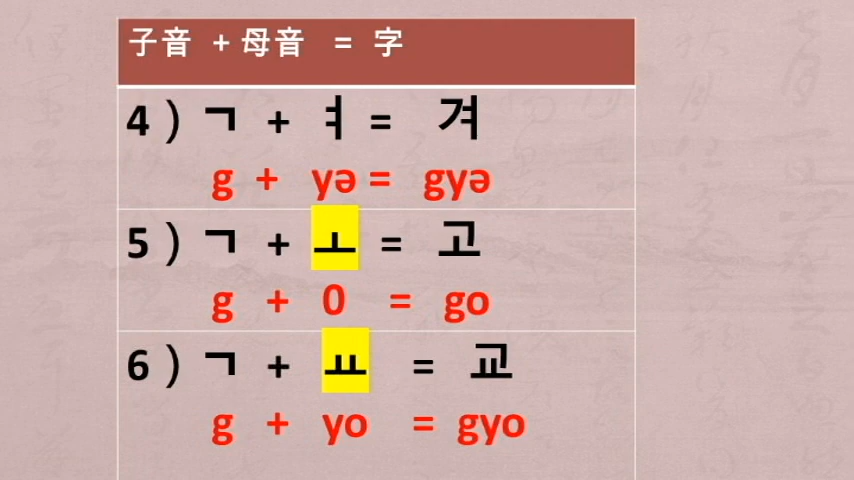 子音 + 母音 = 字
4 ) ㄱ + ㅕ = 겨
g + yə = gyə
5 ) ㄱ + ㅗ = 고
g + 0 = go
6 ) ㄱ + ㅛ = 교
g + yo = gyo